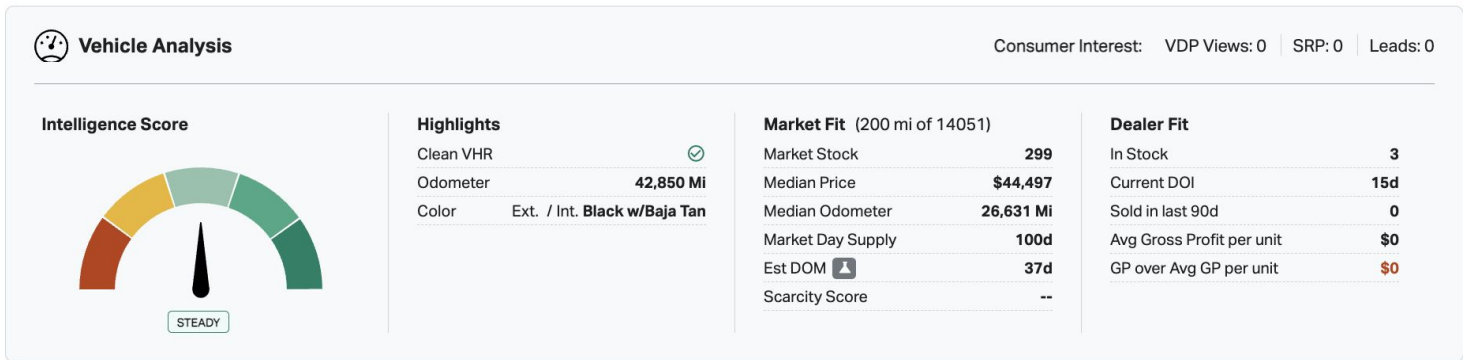 Vehicle Analysis
Consumer Interest: VDP Views: 0 SRP: 0 Leads: 0
Intelligence Score
STEADY
Highlights
Clean VHR
Odometer 42,850 Mi
Color Ext. / Int. Black w/Baja Tan
Market Fit (200 mi of 14051)
Market Stock 299
Median Price $44,497
Median Odometer 26,631 Mi
Market Day Supply 100d
Est DOM 37d
Scarcity Score --
Dealer Fit
In Stock 3
Current DOI 15d
Sold in last 90d 0
Avg Gross Profit per unit $0
GP over Avg GP per unit $0